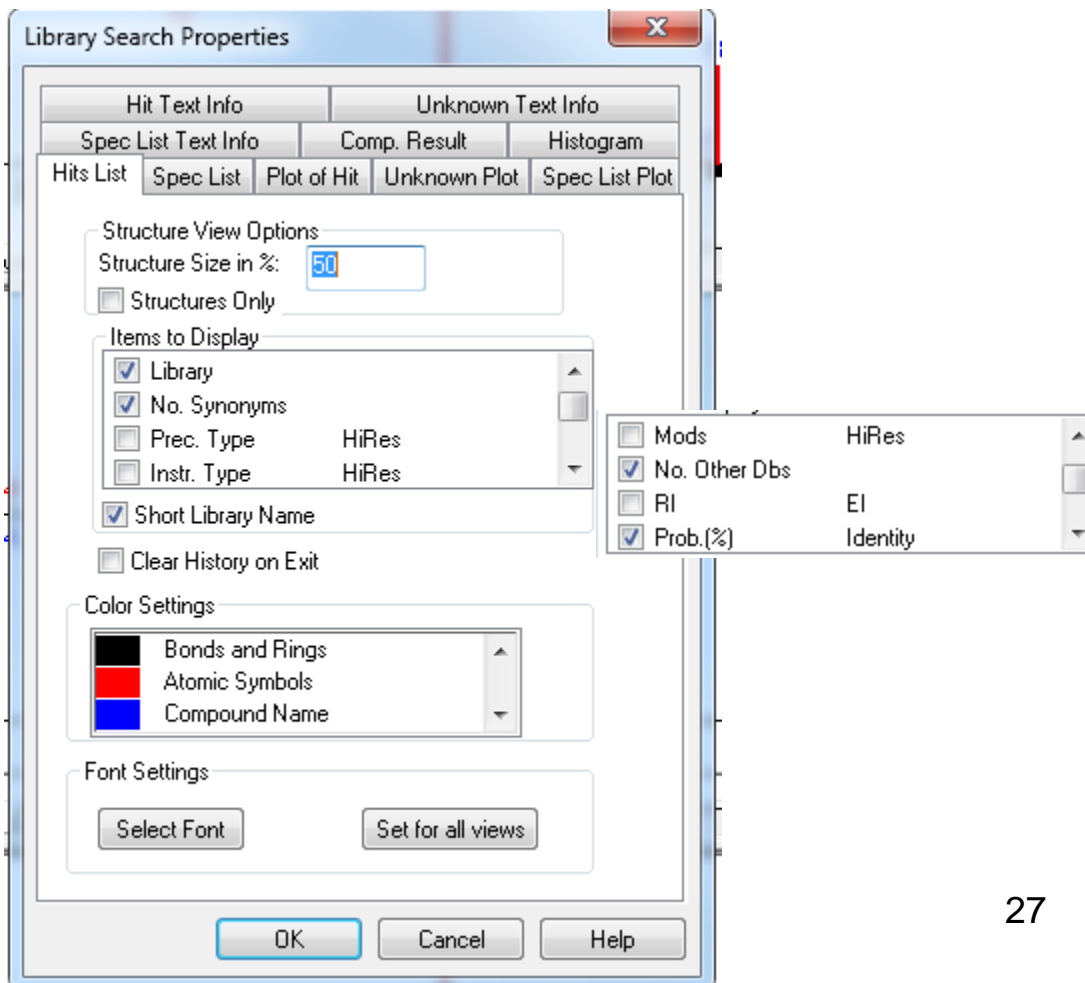 Library Search Properties
x
Hit Text Info Unknown Text Info
Spec List Text Info Comp. Result Histogram
Hits List Spec List Plot of Hit Unknown Plot Spec List Plot
Structure View Options
Structure Size in %: 50
Structures Only
Items to Display
Library
No. Synonyms
Prec. Type HiRes
Instr. Type HiRes
Mods HiRes
No. Other Dbs
RI EI
Prob.(%) Identity
Short Library Name
Clear History on Exit
Color Settings
Bonds and Rings
Atomic Symbols
Compound Name
Font Settings
Select Font Set for all views
OK Cancel Help
27